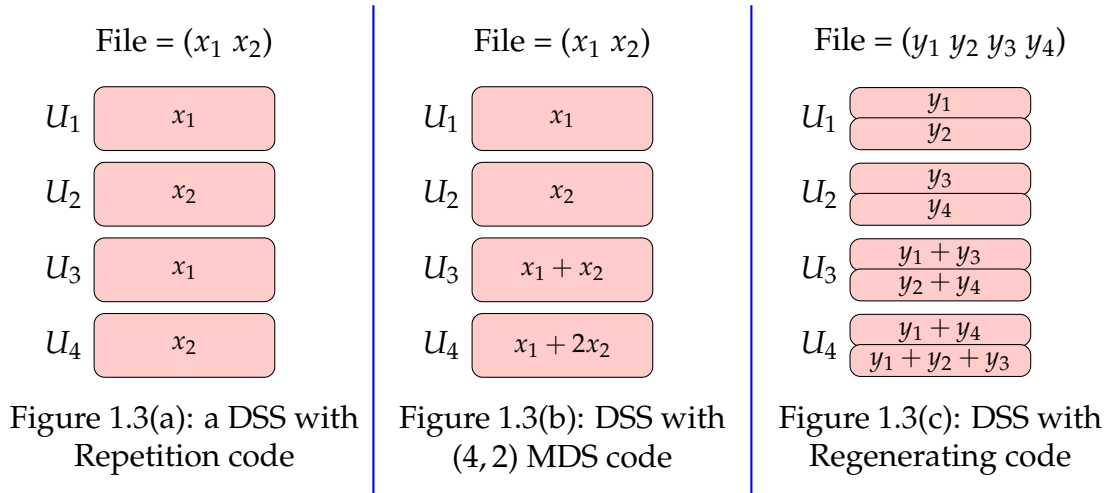 File = (x₁ x₂)
U₁ x₁
U₂ x₂
U₃ x₁
U₄ x₂
Figure 1.3(a): a DSS with
Repetition code
File = (x₁ x₂)
U₁ x₁
U₂ x₂
U₃ x₁ + x₂
U₄ x₁ + 2x₂
Figure 1.3(b): DSS with
(4, 2) MDS code
File = (y₁ y₂ y₃ y₄)
U₁
y₁
y₂
U₂
y₃
y₄
U₃
y₁ + y₃
y₂ + y₄
U₄
y₁ + y₄
y₁ + y₂ + y₃
Figure 1.3(c): DSS with
Regenerating code